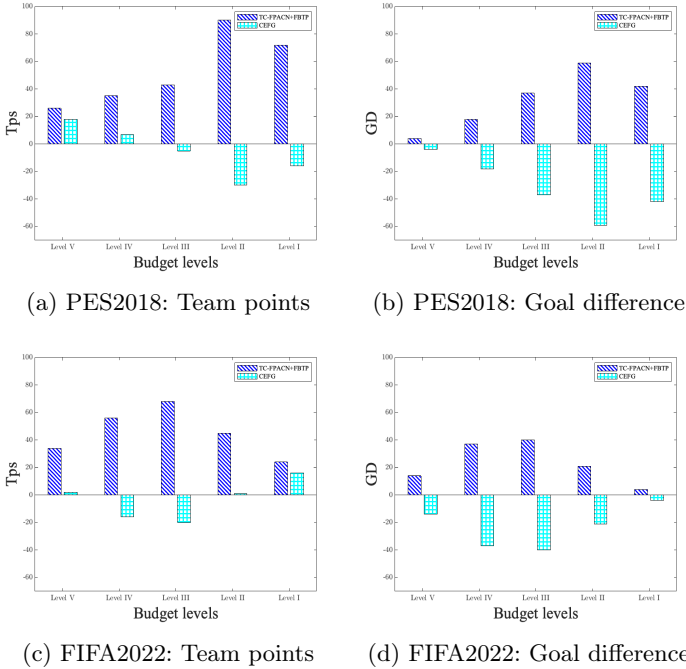 100
80
60
40
20
0
-20
-40
-60
Tps
TC-FPACN+FBTP
CEFG
Level V Level IV Level III Level II Level I
Budget levels
(a) PES2018: Team points
100
80
60
40
20
0
-20
-40
-60
GD
TC-FPACN+FBTP
CEFG
Level V Level IV Level III Level II Level I
Budget levels
(b) PES2018: Goal difference
100
80
60
40
20
0
-20
-40
-60
Tps
TC-FPACN+FBTP
CEFG
Level V Level IV Level III Level II Level I
Budget levels
(c) FIFA2022: Team points
100
80
60
40
20
0
-20
-40
-60
GD
TC-FPACN+FBTP
CEFG
Level V Level IV Level III Level II Level I
Budget levels
(d) FIFA2022: Goal difference